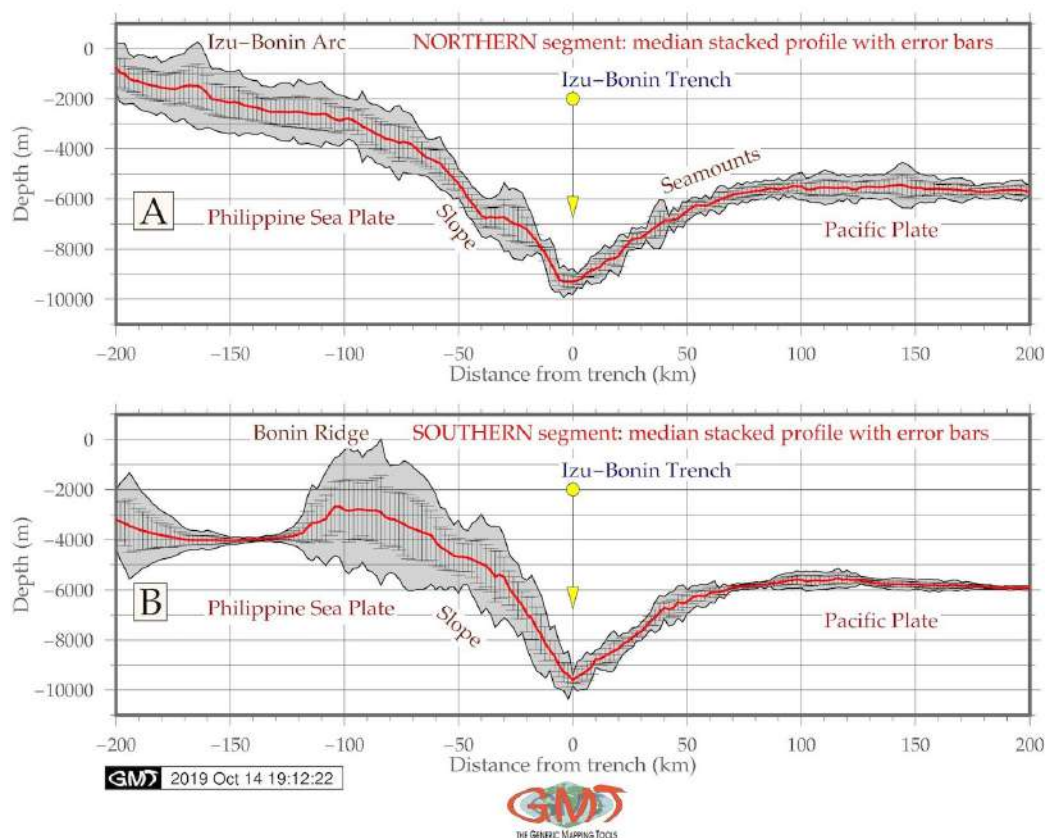 Izu−Bonin Arc
NORTHERN segment: median stacked profile with error bars
Izu−Bonin Trench
Depth (m)
0
−2000
−4000
−6000
−8000
−10000
A
Philippine Sea Plate
Slope
Seamounts
Pacific Plate
−200 −150 −100 −50 0 50 100 150 200
Distance from trench (km)
Bonin Ridge
SOUTHERN segment: median stacked profile with error bars
Izu−Bonin Trench
Depth (m)
0
−2000
−4000
−6000
−8000
−10000
B
Philippine Sea Plate
Slope
Pacific Plate
−200 −150 −100 −50 0 50 100 150 200
Distance from trench (km)
GMT 2019 Oct 14 19:12:22
GMT
THE GENERIC MAPPING TOOLS